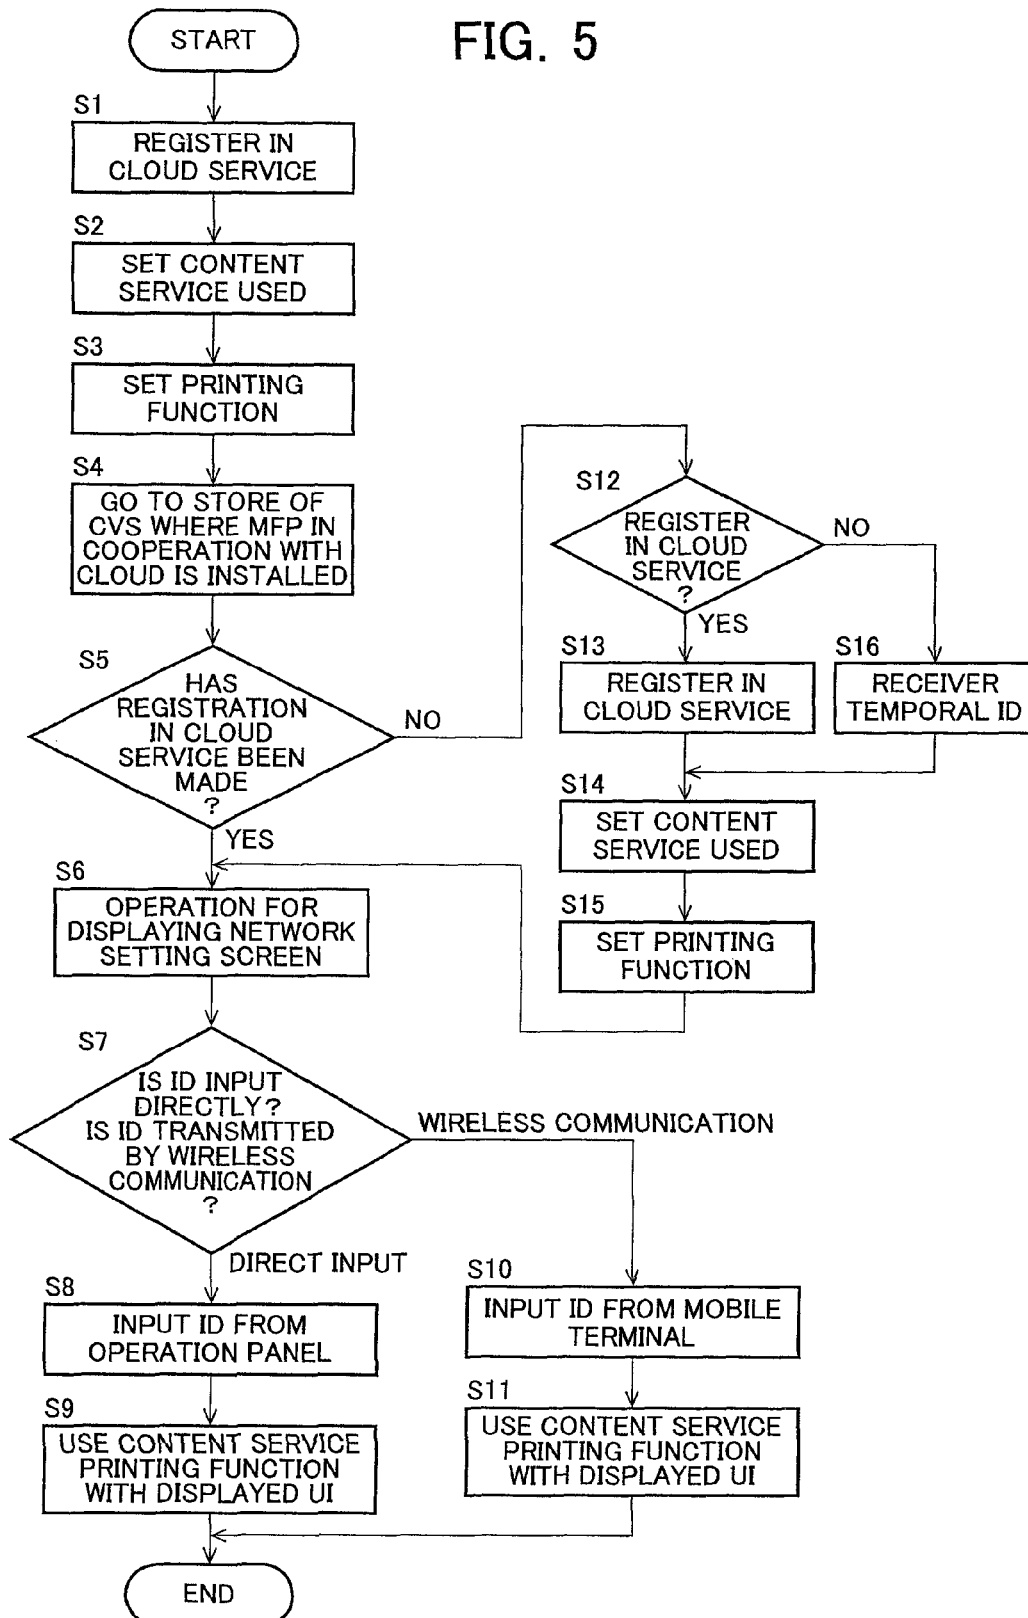 FIG. 5
START
S1
REGISTER IN
CLOUD SERVICE
S2
SET CONTENT
SERVICE USED
S3
SET PRINTING
FUNCTION
S4
GO TO STORE OF
CVS WHERE MFP IN
COOPERATION WITH
CLOUD IS INSTALLED
S5
HAS
REGISTRATION
IN CLOUD
SERVICE BEEN
MADE
?
NO
YES
S6
OPERATION FOR
DISPLAYING NETWORK
SETTING SCREEN
S7
IS ID INPUT
DIRECTLY?
IS ID TRANSMITTED
BY WIRELESS
COMMUNICATION
?
WIRELESS COMMUNICATION
DIRECT INPUT
S8
INPUT ID FROM
OPERATION PANEL
S9
USE CONTENT SERVICE
PRINTING FUNCTION
WITH DISPLAYED UI
S10
INPUT ID FROM MOBILE
TERMINAL
S11
USE CONTENT SERVICE
PRINTING FUNCTION
WITH DISPLAYED UI
END
S12
REGISTER
IN CLOUD
SERVICE
?
NO
YES
S13
REGISTER IN
CLOUD SERVICE
S16
RECEIVER
TEMPORAL ID
S14
SET CONTENT
SERVICE USED
S15
SET PRINTING
FUNCTION